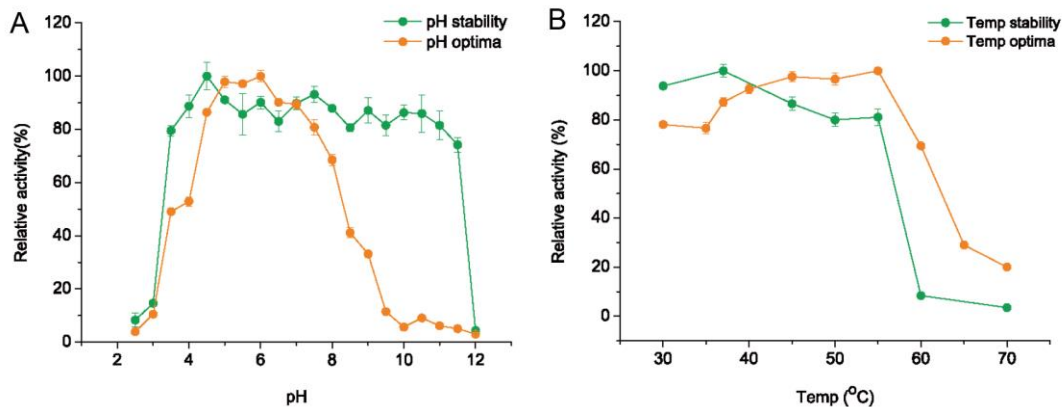 A
pH stability
pH optima
Relative activity(%)
120
100
80
60
40
20
0
2
4
6
8
10
12
pH
B
Temp stability
Temp optima
Relative activity (%)
120
100
80
60
40
20
0
30
40
50
60
70
Temp (°C)